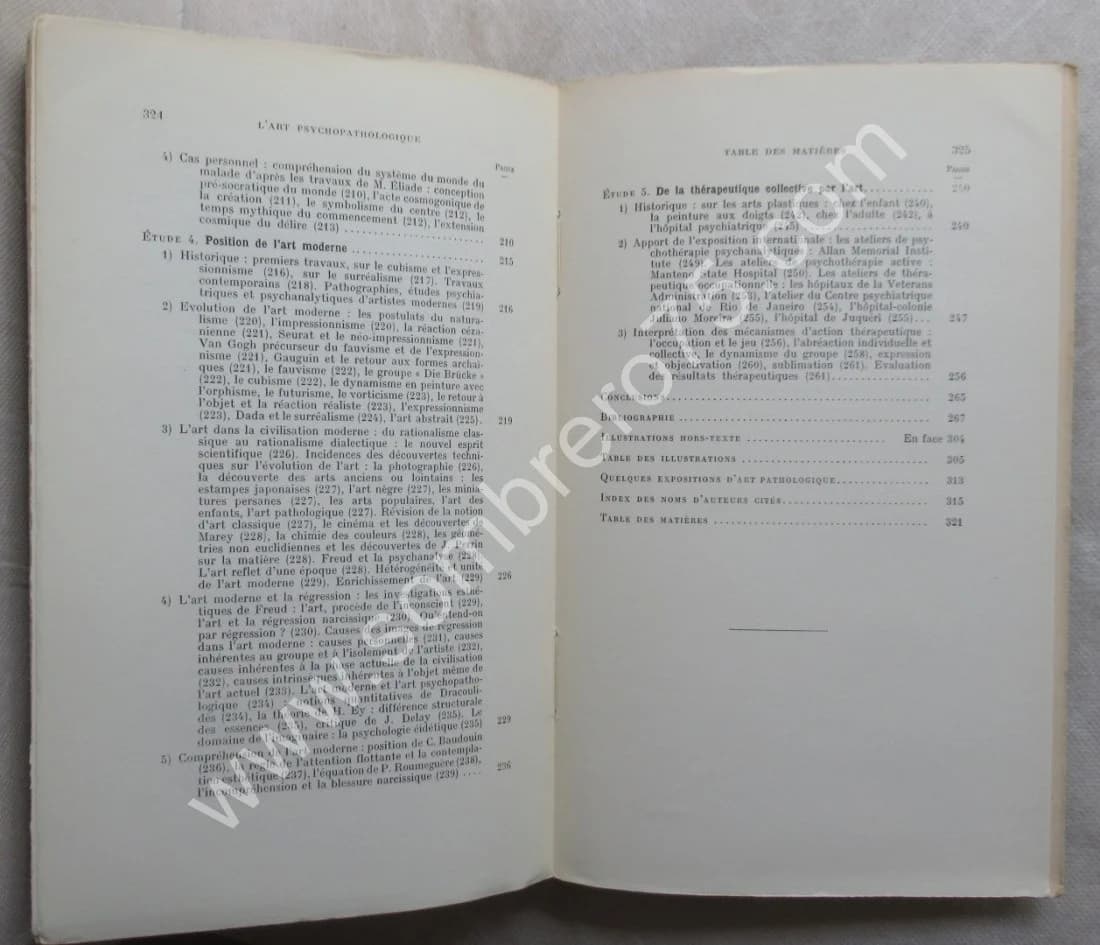 324
L'ART PSYCHOPATHOLOGIQUE
PAGES
4) Cas personnel : compréhension du système du monde du
malade d'après les travaux de M. Éliade : conception
pré-socratique du monde (210), l'acte cosmogonique de
la création (211), le symbolisme du centre (212), le
temps mythique du commencement (212), l'extension
cosmique du délire (213) ........................ 210
ÉTUDE 4. Position de l'art moderne ........................ 215
1) Historique : premiers travaux, sur le cubisme et l'expres-
sionnisme (216), sur le surréalisme (217). Travaux
contemporains (218). Pathographies, études psychia-
triques et psychanalytiques d'artistes modernes (219) 216
2) Evolution de l'art moderne : les postulats du natura-
lisme (220), l'impressionnisme (220), la réaction céza-
nienne (221), Seurat et le néo-impressionnisme (221),
Van Gogh précurseur du fauvisme et de l'expression-
nisme (221), Gauguin et le retour aux formes archaï-
ques (221), le fauvisme (222), le groupe « Die Brücke »
(222), le cubisme (222), le dynamisme en peinture avec
l'orphisme, le futurisme, le vorticisme (223), le retour à
l'objet et la réaction réaliste (223), l'expressionnisme
(223), Dada et le surréalisme (224), l'art abstrait (225). 219
3) L'art dans la civilisation moderne : du rationalisme clas-
sique au rationalisme dialectique : le nouvel esprit
scientifique (226). Incidences des découvertes techni-
ques sur l'évolution de l'art : la photographie (226),
la découverte des arts anciens ou lointains : les
estampes japonaises (227), l'art nègre (227), les minia-
tures persanes (227), les arts populaires, l'art des
enfants, l'art pathologique (227). Révision de la notion
d'art classique (227), le cinéma et les découvertes de
Marey (228), la chimie des couleurs (228), les géomé-
tries non euclidiennes et les découvertes de J. Perrin
sur la matière (228). Freud et la psychanalyse (228).
L'art reflet d'une époque (228). Hétérogénéité et unité
de l'art moderne (229). Enrichissement de l'art (229) 226
4) L'art moderne et la régression : les investigations esthé-
tiques de Freud : l'art, procède de l'inconscient (229),
l'art et la régression narcissique (230). Qu'entend-on
par régression ? (230). Causes des images de régression
dans l'art moderne : causes personnelles (231), causes
inhérentes au groupe et à l'isolement de l'artiste (232),
causes inhérentes à la phase actuelle de la civilisation
(232), causes intrinsèques inhérentes à l'objet même de
l'art actuel (233). L'art moderne et l'art psychopatho-
logique (234) : notions quantitatives de Dracouli-
dès (234), la théorie de H. Ey : différence structurale
des essences (235), critique de J. Delay (235). Le
domaine de l'imaginaire : la psychologie éidétique (235) 229
5) Compréhension de l'art moderne : position de C. Baudouin
(236), la règle de l'attention flottante et la contempla-
tion esthétique (237), l'équation de P. Roumeguère (238),
l'incompréhension et la blessure narcissique (239) .... 236
TABLE DES MATIÈRES 325
PAGES
ÉTUDE 5. De la thérapeutique collective par l'art ............ 240
1) Historique : sur les arts plastiques : chez l'enfant (240),
la peinture aux doigts (242), chez l'adulte (242), à
l'hôpital psychiatrique (245) ........................ 240
2) Apport de l'exposition internationale : les ateliers de psy-
chothérapie psychanalytiques : Allan Memorial Insti-
tute (249). Les ateliers de psychothérapie active :
Manteno State Hospital (250). Les ateliers de théra-
peutique occupationnelle : les hôpitaux de la Veterans
Administration (253), l'atelier du Centre psychiatrique
national de Rio de Janeiro (254), l'hôpital-colonie
Juliano Moreira (255), l'hôpital de Juquéri (255) ... 247
3) Interprétation des mécanismes d'action thérapeutique :
l'occupation et le jeu (256), l'abréaction individuelle et
collective, le dynamisme du groupe (258), expression
et objectivation (260), sublimation (261). Evaluation
des résultats thérapeutiques (261) .................. 256
CONCLUSIONS ........................ 265
BIBLIOGRAPHIE ........................ 267
ILLUSTRATIONS HORS-TEXTE ........................ En face 304
TABLE DES ILLUSTRATIONS ........................ 305
QUELQUES EXPOSITIONS D'ART PATHOLOGIQUE ................ 313
INDEX DES NOMS D'AUTEURS CITÉS ........................ 315
TABLE DES MATIÈRES ........................ 321
www.sombrero75.com